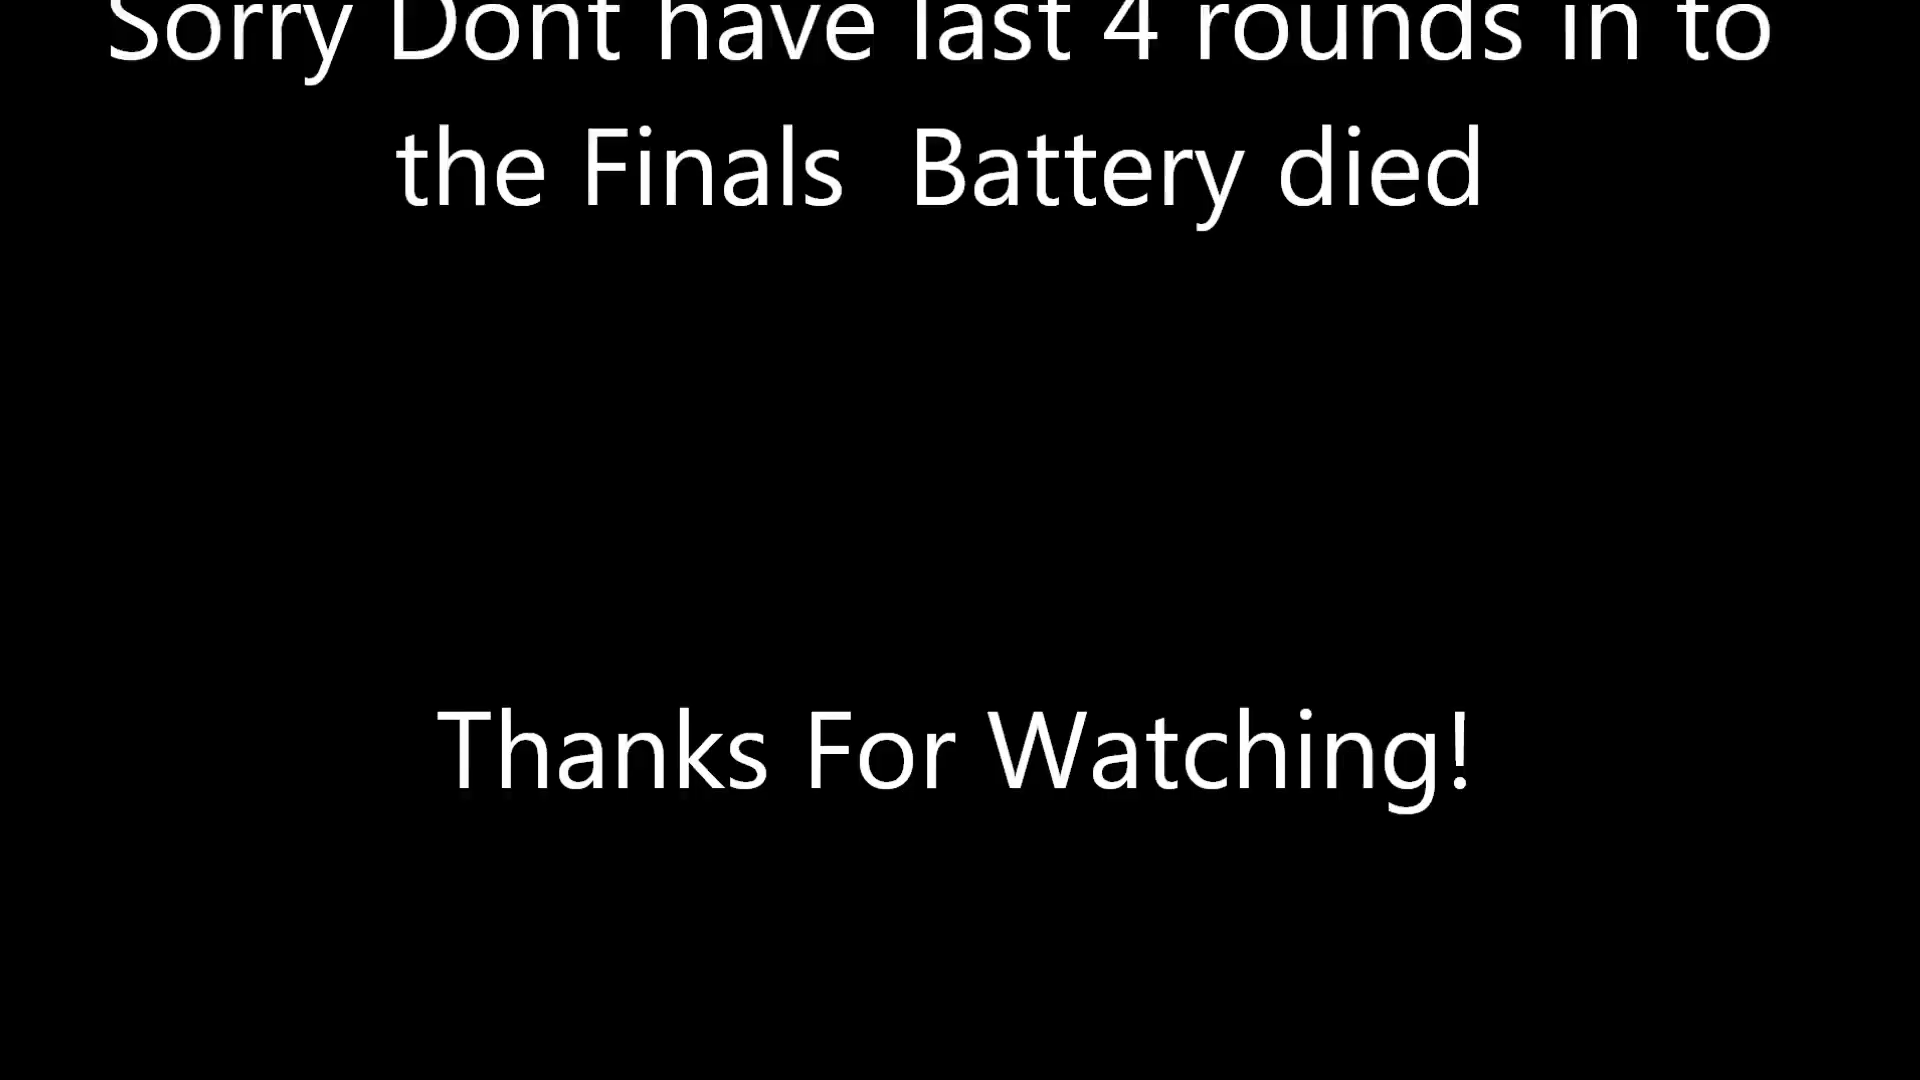 Sorry Dont have last 4 rounds in to
the Finals  Battery died
Thanks For Watching!